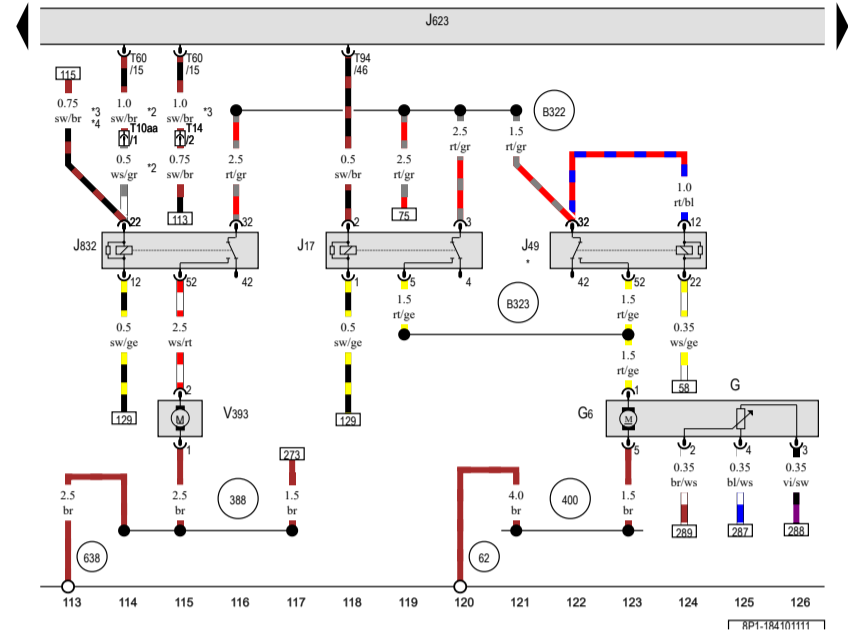 J623
T60 /15
T60 /15
T94 /46
115
0.75 sw/br
*3
*4
1.0 sw/br
*2
1.0 sw/br
*3
T10aa /1
T14 /2
B322
0.5 ws/gr
*2
0.75 sw/br
2.5 rt/gr
0.5 sw/br
2.5 rt/gr
2.5 rt/gr
1.5 rt/gr
1.0 rt/bl
113
75
22
32
2
3
32
12
J832
J17
J49
*
12
52
42
1
5
4
42
52
22
B323
0.5 sw/ge
2.5 ws/rt
0.5 sw/ge
1.5 rt/ge
1.5 rt/ge
0.35 ws/ge
1.5 rt/ge
58
129
2
M
V393
1
129
G6
1
M
G
5
2
4
3
273
2.5 br
2.5 br
388
1.5 br
4.0 br
400
1.5 br
0.35 br/ws
0.35 bl/ws
0.35 vi/sw
289
287
288
638
62
113 114 115 116 117 118 119 120 121 122 123 124 125 126
8P1-184101111